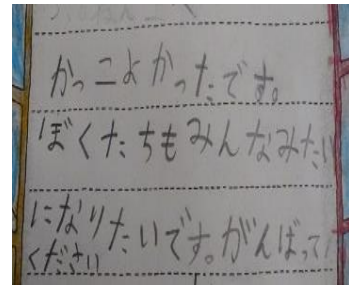 かっこよかったです。
ぼくたちもみんなみたい
になりたいです。がんばって
ください